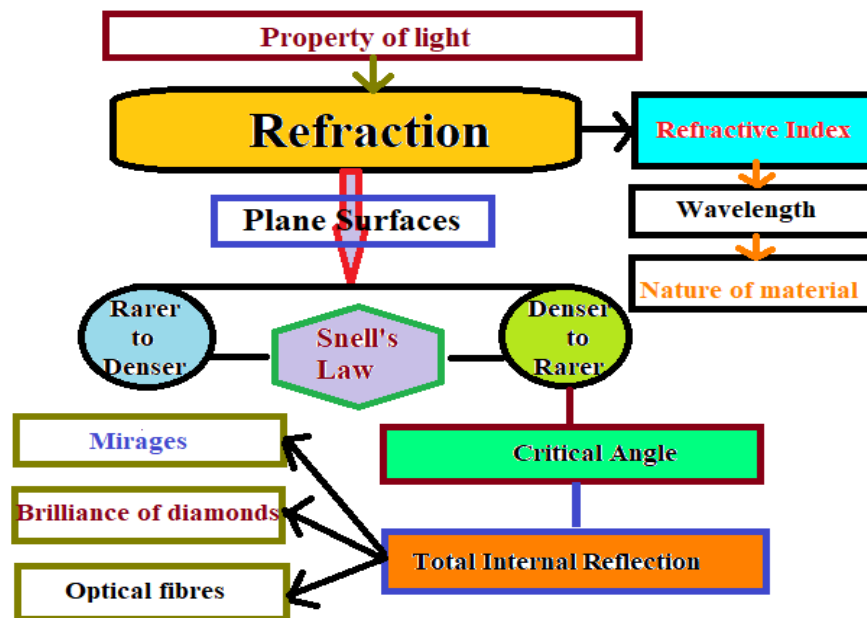 Property of light
Refraction
Refractive Index
Plane Surfaces
Wavelength
Nature of material
Rarer
to
Denser
Snell's
Law
Denser
to
Rarer
Mirages
Critical Angle
Brilliance of diamonds
Total Internal Reflection
Optical fibres